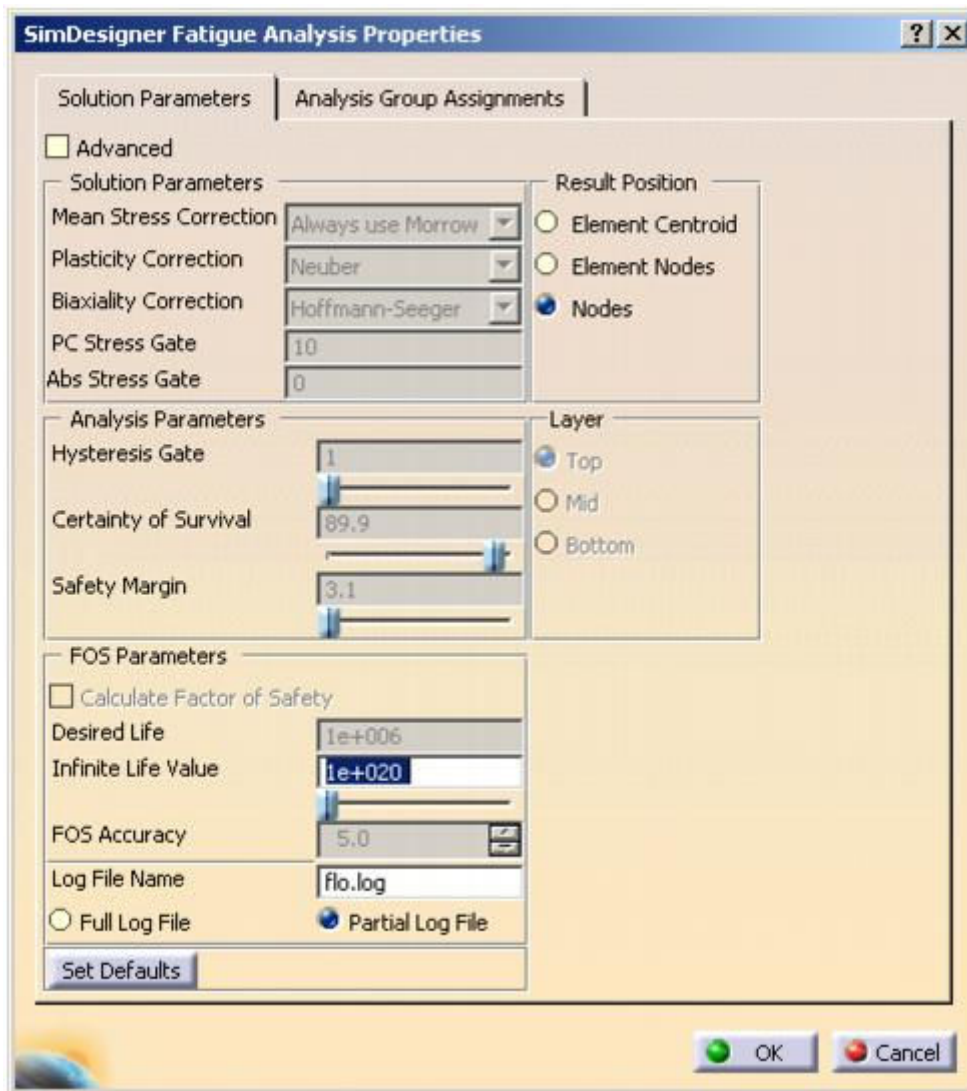 SimDesigner Fatigue Analysis Properties
Solution Parameters
Analysis Group Assignments
Advanced
Solution Parameters
Mean Stress Correction
Always use Morrow
Plasticity Correction
Neuber
Biaxiality Correction
Hoffmann-Seeger
PC Stress Gate
10
Abs Stress Gate
0
Result Position
Element Centroid
Element Nodes
Nodes
Analysis Parameters
Hysteresis Gate
1
Certainty of Survival
89.9
Safety Margin
3.1
Layer
Top
Mid
Bottom
FOS Parameters
Calculate Factor of Safety
Desired Life
1e+006
Infinite Life Value
1e+020
FOS Accuracy
5.0
Log File Name
flo.log
Full Log File
Partial Log File
Set Defaults
OK
Cancel